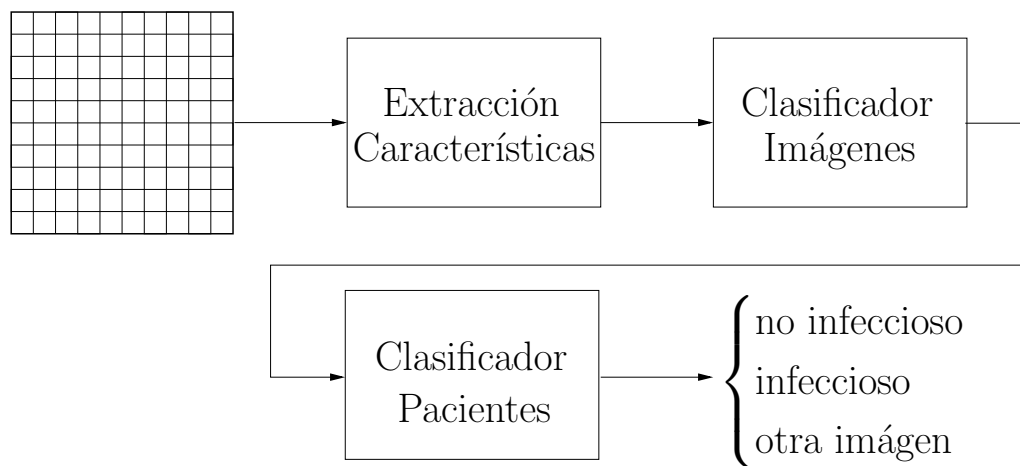 Extracción
Características
Clasificador
Imágenes
Clasificador
Pacientes
no infeccioso
infeccioso
otra imágen